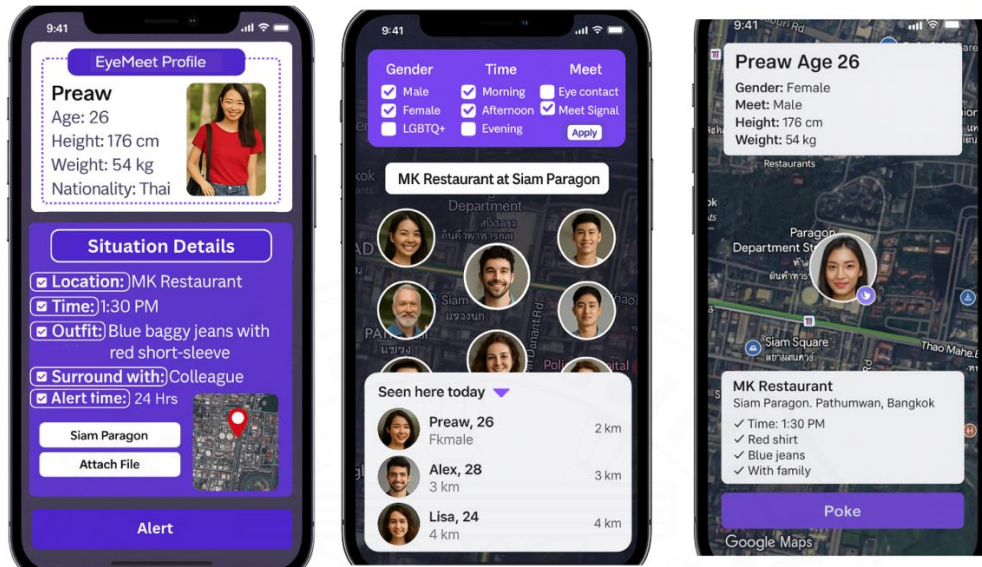 9:41
EyeMeet Profile
Preaw
Age: 26
Height: 176 cm
Weight: 54 kg
Nationality: Thai
Situation Details
Location: MK Restaurant
Time: 1:30 PM
Outfit: Blue baggy jeans with
red short-sleeve
Surround with: Colleague
Alert time: 24 Hrs
Siam Paragon
Attach File
Alert
9:41
Gender
Male
Female
LGBTQ+
Time
Morning
Afternoon
Evening
Meet
Eye contact
Meet Signal
Apply
MK Restaurant at Siam Paragon
Department
Siam
Seen here today
Preaw, 26
Fkmale
2 km
Alex, 28
3 km
3 km
Lisa, 24
4 km
4 km
9:41
Preaw Age 26
Gender: Female
Meet: Male
Height: 176 cm
Weight: 54 kg
Restaurants
Paragon
Department
Siam Square
Thao Mahe.
MK Restaurant
Siam Paragon. Pathumwan, Bangkok
✓ Time: 1:30 PM
✓ Red shirt
✓ Blue jeans
✓ With family
Poke
Google Maps